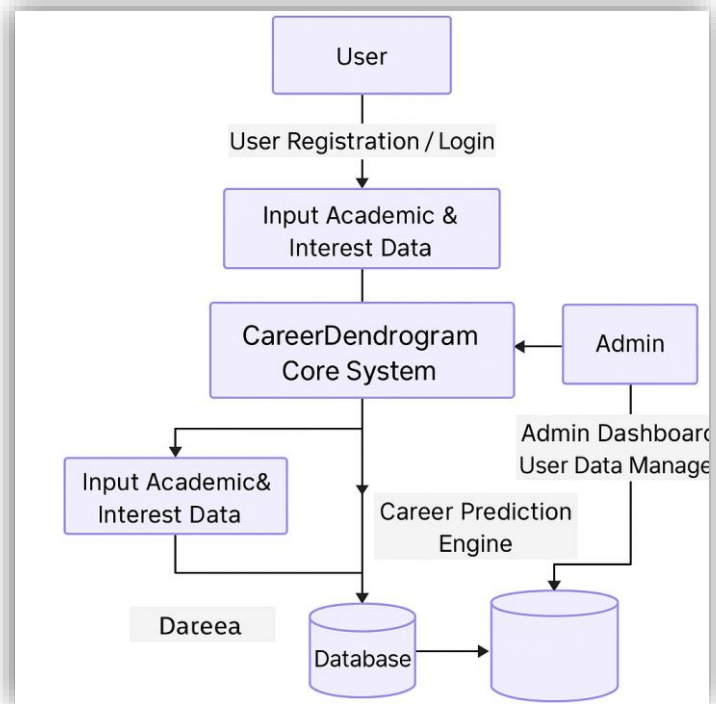 User
User Registration / Login
Input Academic &
Interest Data
CareerDendrogram
Core System
Admin
Admin Dashboard
User Data Manage
Input Academic&
Interest Data
Career Prediction
Engine
Dateea
Database